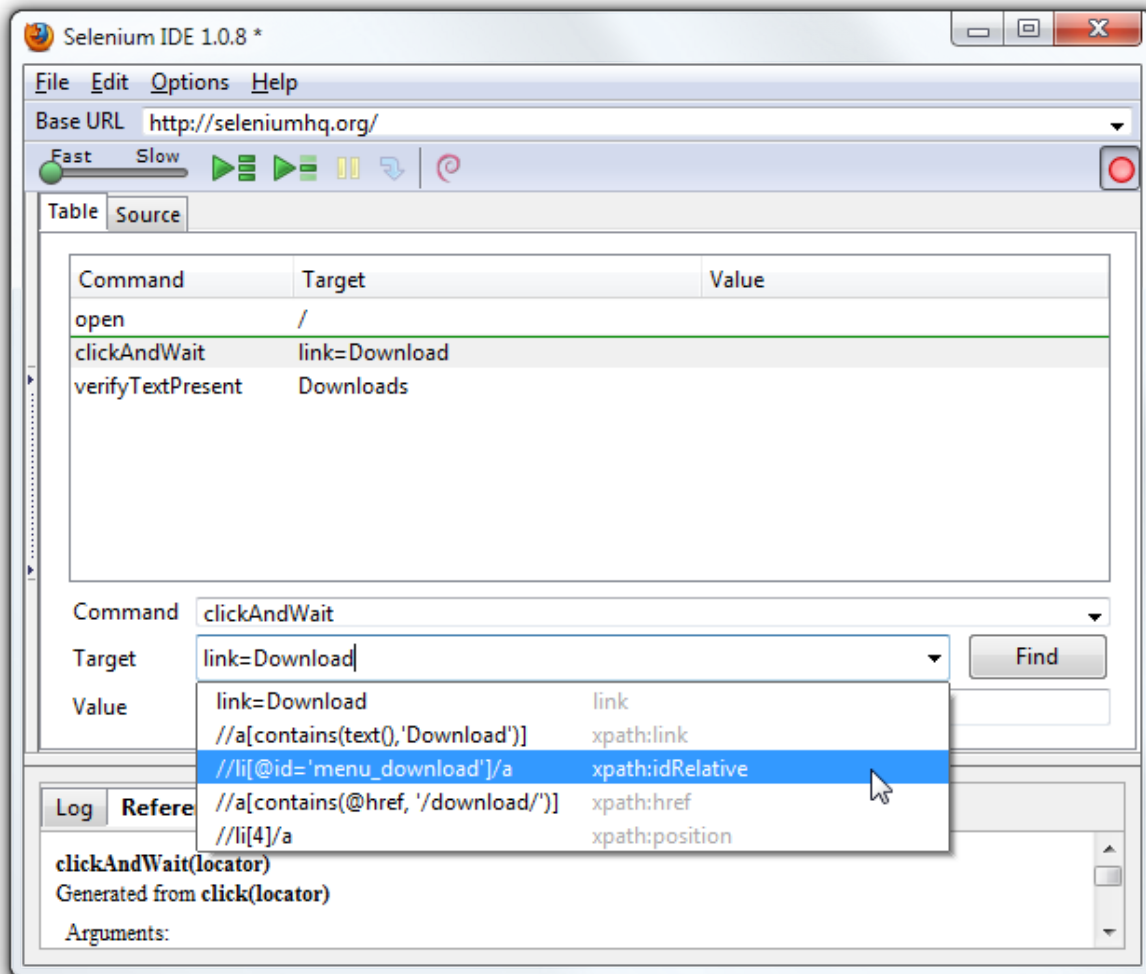 Selenium IDE 1.0.8 *
File Edit Options Help
Base URL http://seleniumhq.org/
Fast Slow
Table Source
Command Target Value
open /
clickAndWait link=Download
verifyTextPresent Downloads
Command clickAndWait
Target link=Download Find
Value
link=Download link
//a[contains(text(),'Download')] xpath:link
//li[@id='menu_download']/a xpath:idRelative
//a[contains(@href, '/download/')] xpath:href
//li[4]/a xpath:position
Log Refere
clickAndWait(locator)
Generated from click(locator)
Arguments: